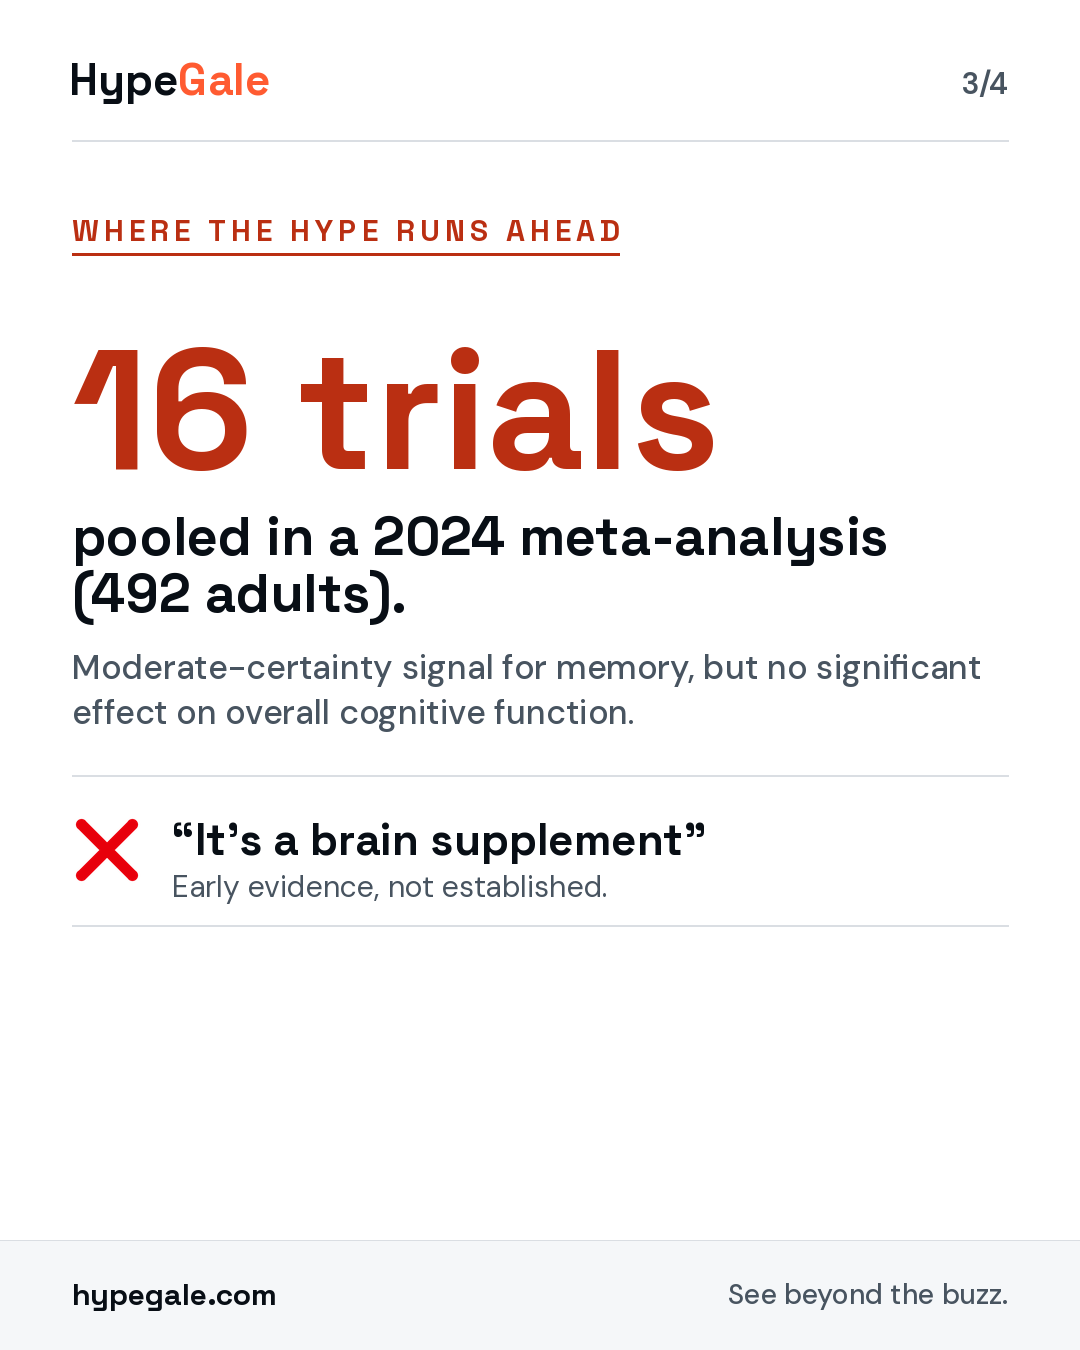 HypeGale
3/4
WHERE THE HYPE RUNS AHEAD
16 trials
pooled in a 2024 meta-analysis
(492 adults).
Moderate-certainty signal for memory, but no significant
effect on overall cognitive function.
“It’s a brain supplement”
Early evidence, not established.
hypegale.com
See beyond the buzz.